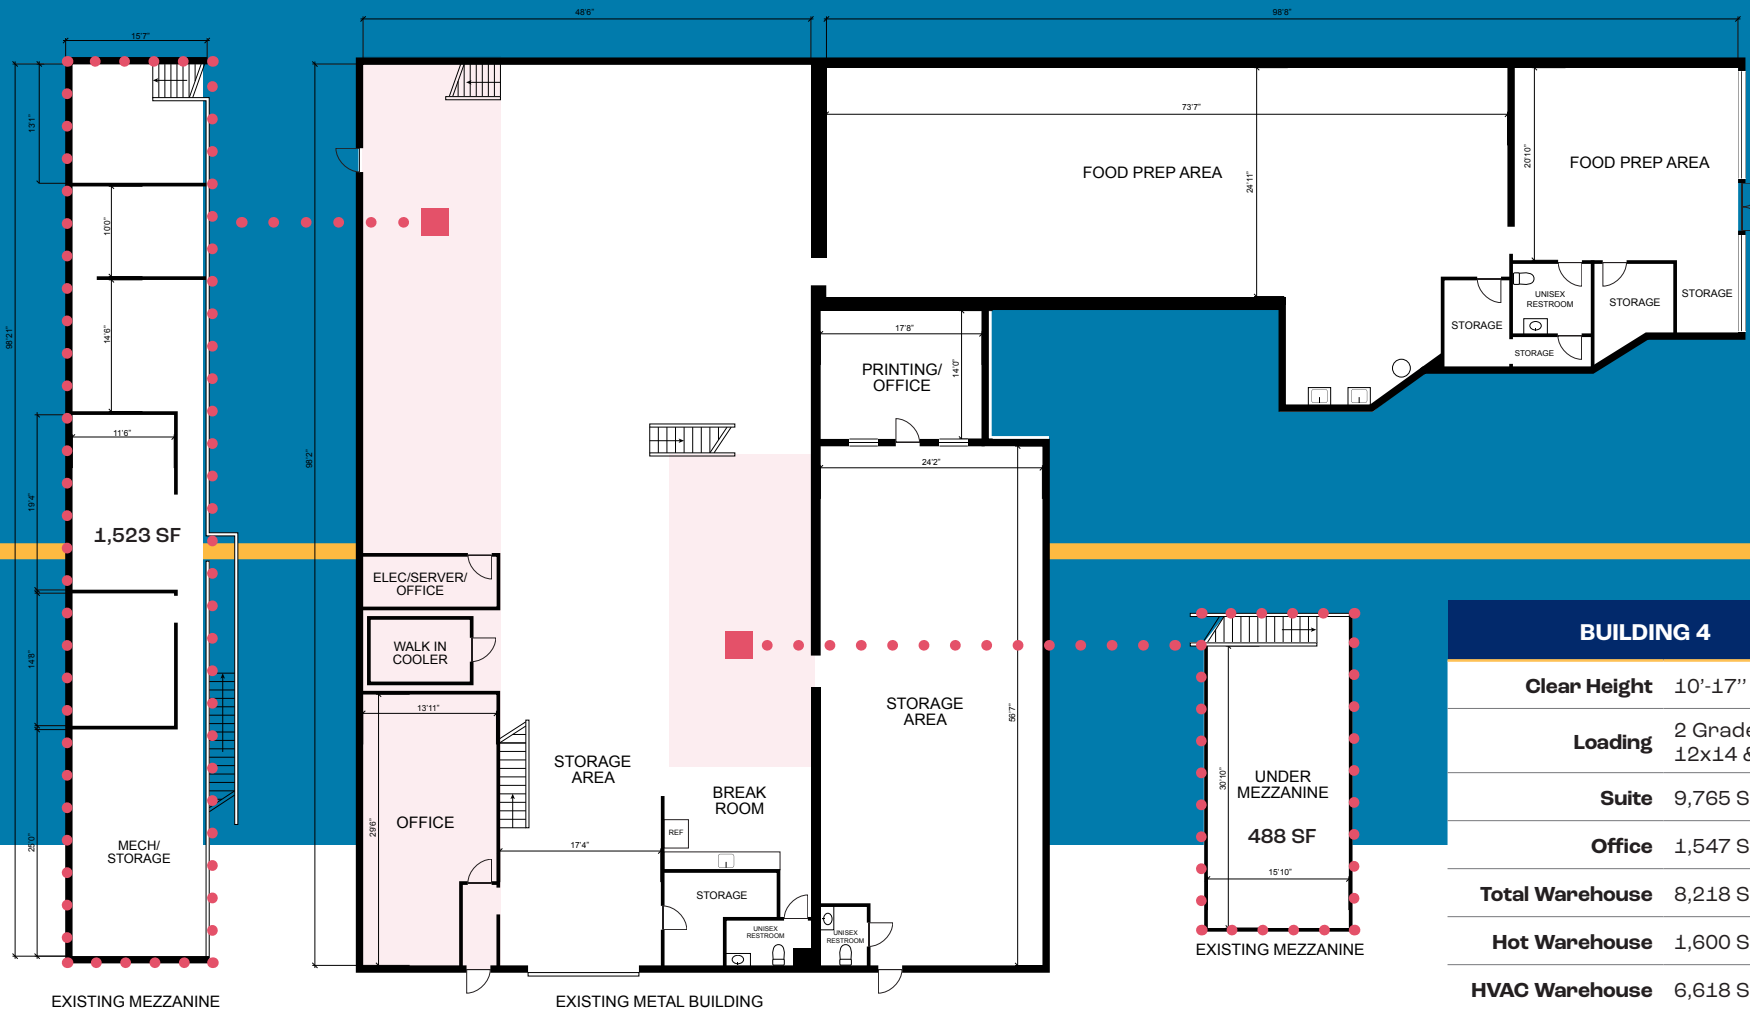 48'6"
98'8"
15'7"
13'1"
10'0"
14'6"
98'21"
11'6"
19'4"
1,523 SF
14'8"
25'0"
MECH/
STORAGE
EXISTING MEZZANINE
98'2"
ELEC/SERVER/
OFFICE
WALK IN
COOLER
13'11"
29'6"
OFFICE
STORAGE
AREA
17'4"
BREAK
ROOM
REF
STORAGE
UNISEX
RESTROOM
EXISTING METAL BUILDING
73'7"
FOOD PREP AREA
24'11"
20'10"
FOOD PREP AREA
STORAGE
UNISEX
RESTROOM
STORAGE
STORAGE
STORAGE
17'8"
PRINTING/
OFFICE
14'0"
24'2"
STORAGE
AREA
56'7"
UNISEX
RESTROOM
30'10"
UNDER
MEZZANINE
488 SF
15'10"
EXISTING MEZZANINE
BUILDING 4
Clear Height 10'-17''
Loading 2 Grade
12x14 &
Suite 9,765 S
Office 1,547 S
Total Warehouse 8,218 S
Hot Warehouse 1,600 S
HVAC Warehouse 6,618 S